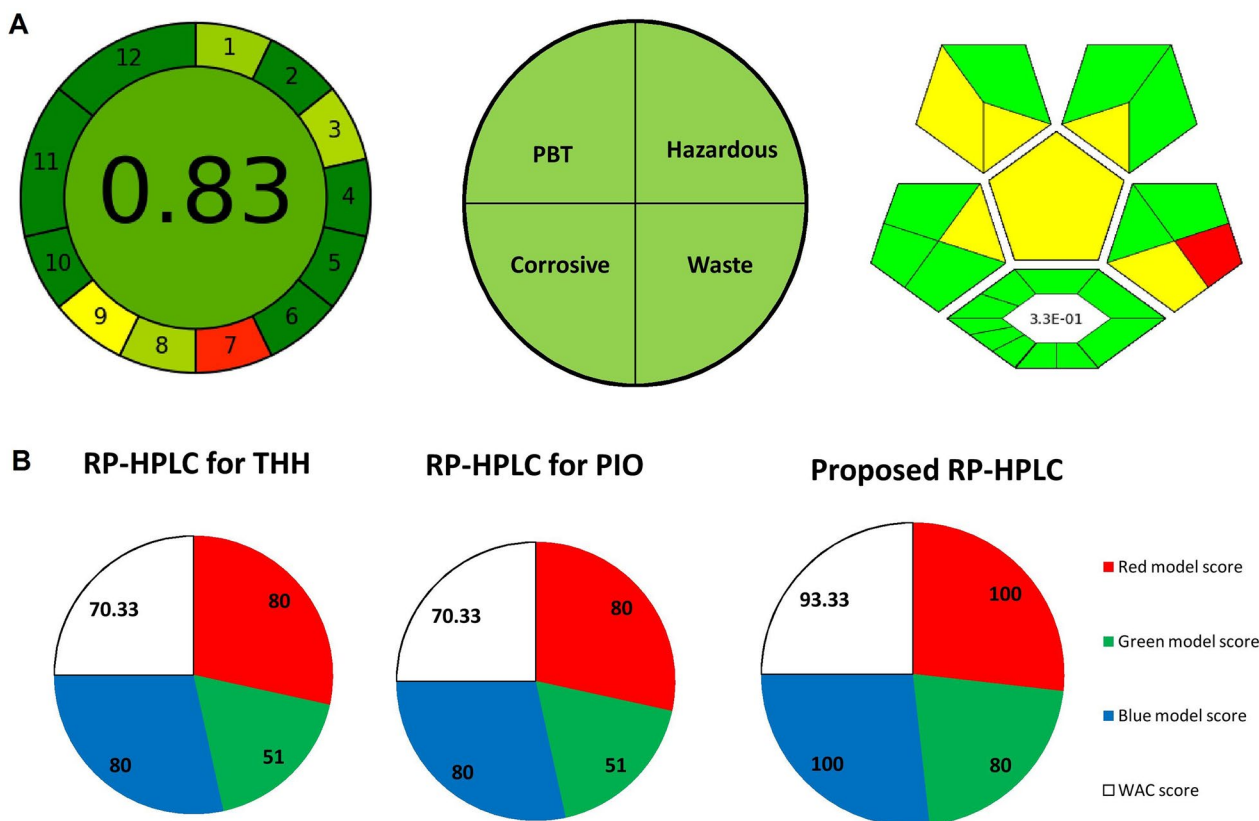 A
1
2
3
4
5
6
7
8
9
10
11
12
0.83
PBT
Hazardous
Corrosive
Waste
3.3E-01
B
RP-HPLC for THH
RP-HPLC for PIO
Proposed RP-HPLC
70.33
80
80
51
70.33
80
80
51
93.33
100
100
80
Red model score
Green model score
Blue model score
WAC score